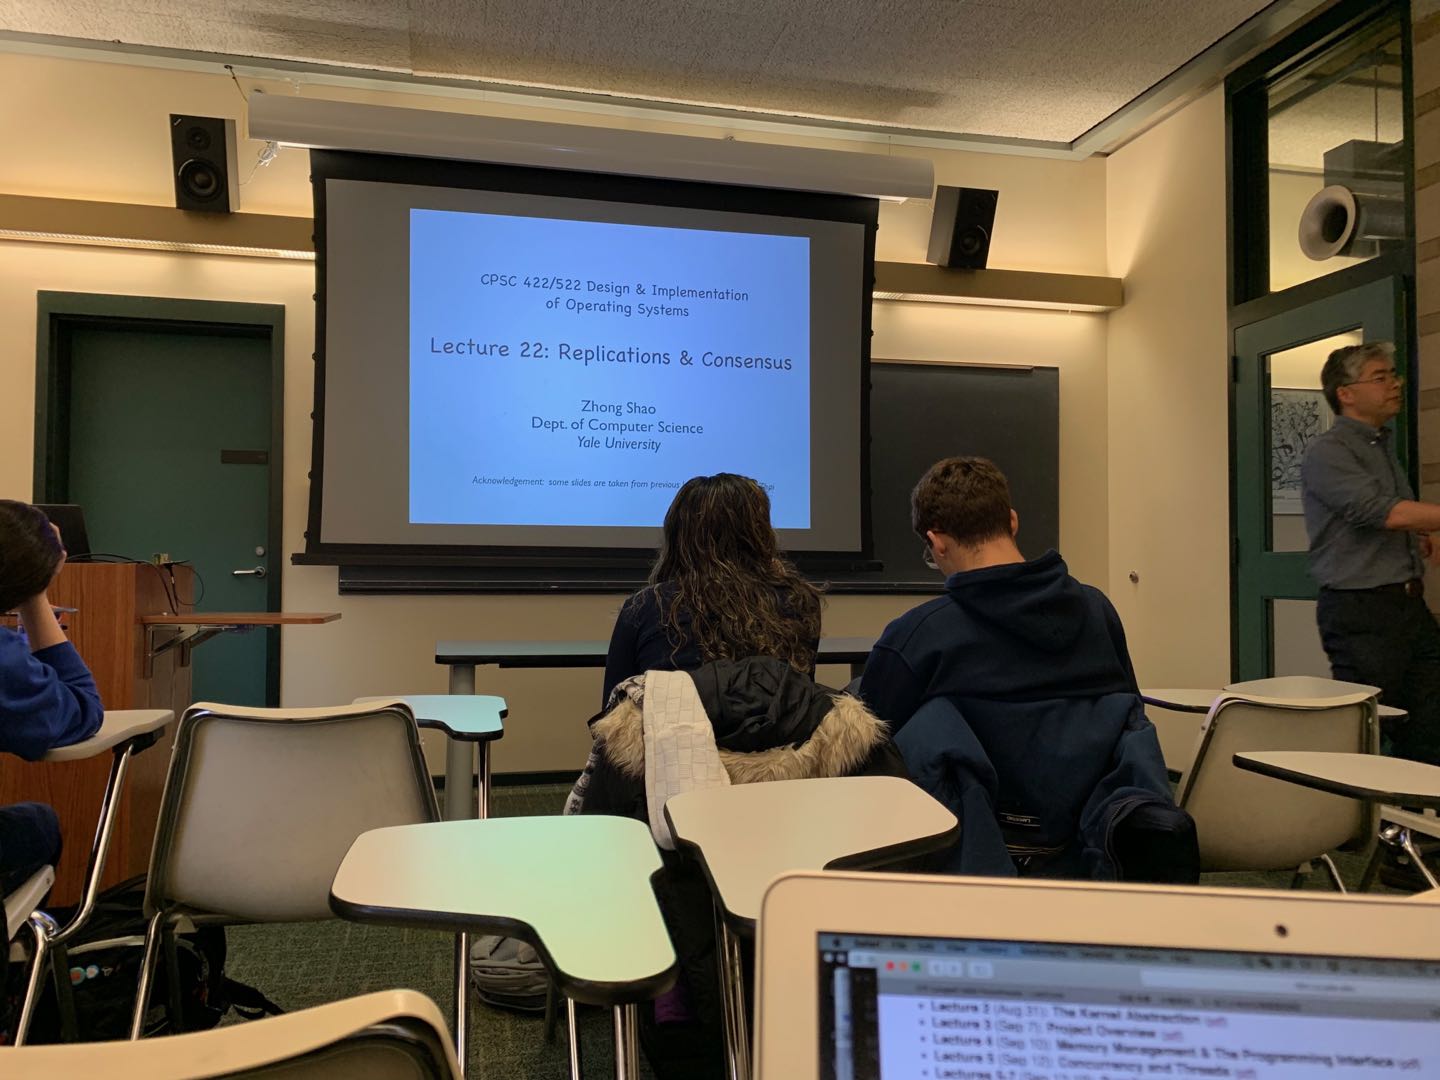 CPSC 422/522 Design & Implementation
of Operating Systems
Lecture 22: Replications & Consensus
Zhong Shao
Dept. of Computer Science
Yale University
Acknowledgement: some slides are taken from previous
Lecture 2 (Aug 31): The Kernel Abstraction
Lecture 3 (Sep 7): Project Overview
Lecture 4 (Sep 10): Memory Management & The Programming Interface
Lecture 5 (Sep 12): Concurrency and Threads